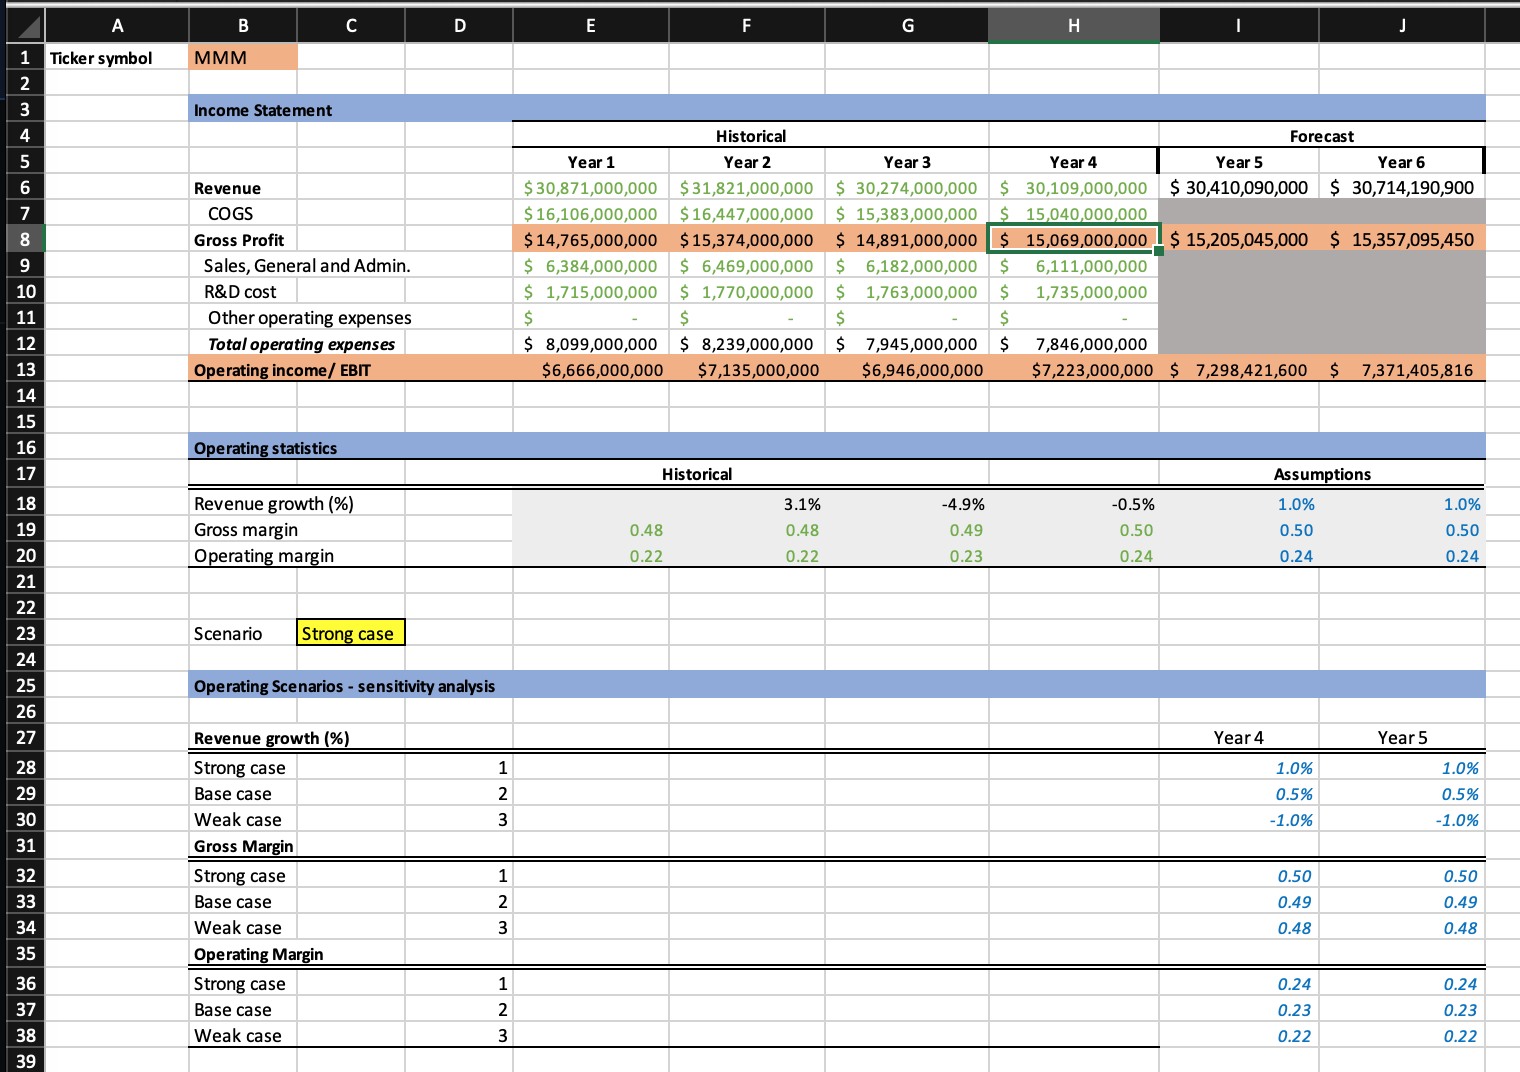 A B C D E F G H I J
1 Ticker symbol MMM
2
3 Income Statement
4 Historical Forecast
5 Year 1 Year 2 Year 3 Year 4 Year 5 Year 6
6 Revenue $30,871,000,000 $31,821,000,000 $ 30,274,000,000 $ 30,109,000,000 $ 30,410,090,000 $ 30,714,190,900
7 COGS $16,106,000,000 $16,447,000,000 $ 15,383,000,000 $ 15,040,000,000
8 Gross Profit $14,765,000,000 $15,374,000,000 $ 14,891,000,000 $ 15,069,000,000 $ 15,205,045,000 $ 15,357,095,450
9 Sales, General and Admin. $ 6,384,000,000 $ 6,469,000,000 $ 6,182,000,000 $ 6,111,000,000
10 R&D cost $ 1,715,000,000 $ 1,770,000,000 $ 1,763,000,000 $ 1,735,000,000
11 Other operating expenses $ - $ - $ - $ -
12 Total operating expenses $ 8,099,000,000 $ 8,239,000,000 $ 7,945,000,000 $ 7,846,000,000
13 Operating income/ EBIT $6,666,000,000 $7,135,000,000 $6,946,000,000 $7,223,000,000 $ 7,298,421,600 $ 7,371,405,816
14
15
16 Operating statistics
17 Historical Assumptions
18 Revenue growth (%) 3.1% -4.9% -0.5% 1.0% 1.0%
19 Gross margin 0.48 0.48 0.49 0.50 0.50 0.50
20 Operating margin 0.22 0.22 0.23 0.24 0.24 0.24
21
22
23 Scenario Strong case
24
25 Operating Scenarios - sensitivity analysis
26
27 Revenue growth (%) Year 4 Year 5
28 Strong case 1 1.0% 1.0%
29 Base case 2 0.5% 0.5%
30 Weak case 3 -1.0% -1.0%
31 Gross Margin
32 Strong case 1 0.50 0.50
33 Base case 2 0.49 0.49
34 Weak case 3 0.48 0.48
35 Operating Margin
36 Strong case 1 0.24 0.24
37 Base case 2 0.23 0.23
38 Weak case 3 0.22 0.22
39